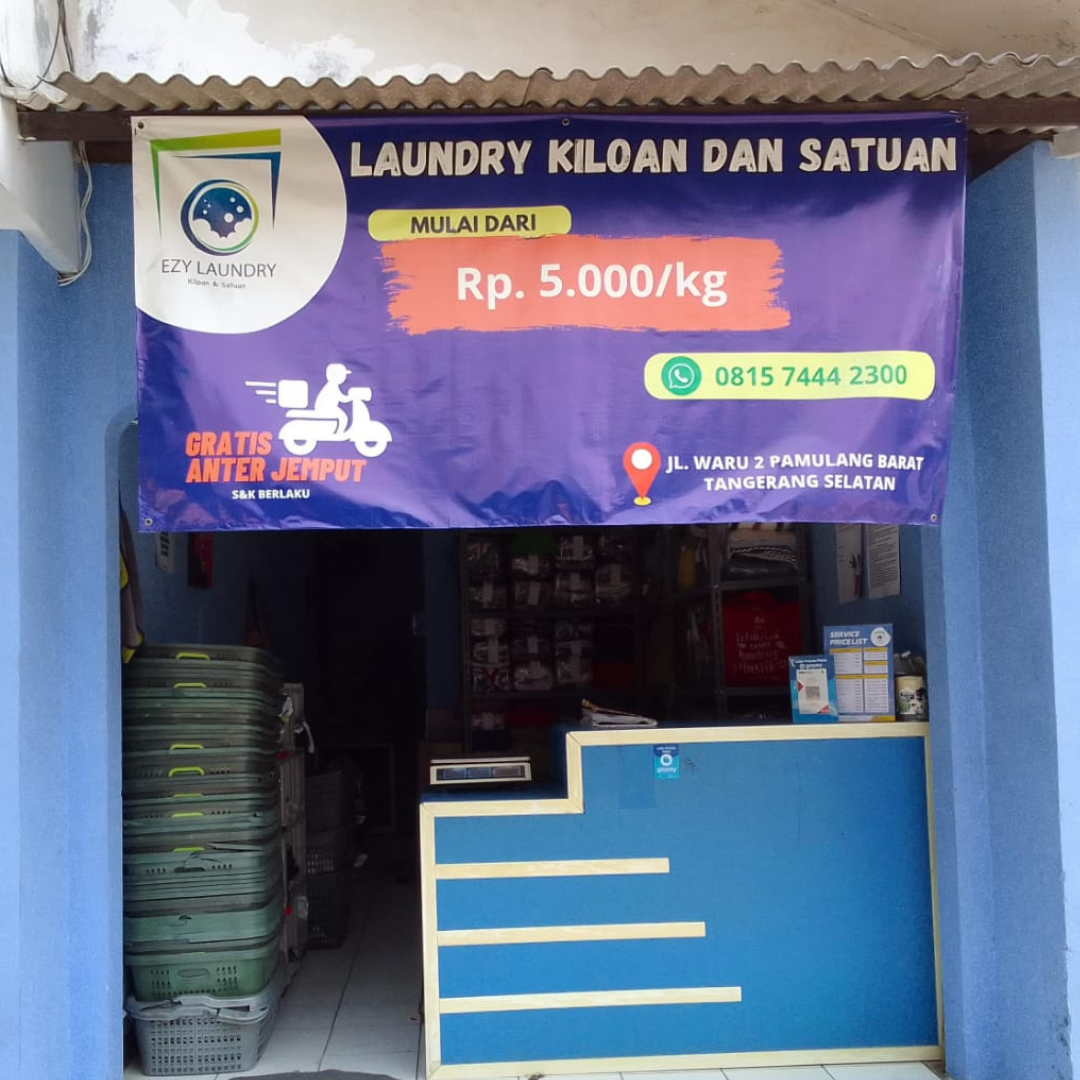 LAUNDRY KILOAN DAN SATUAN
MULAI DARI
Rp. 5.000/kg
EZY LAUNDRY
Kiloan & Satuan
0815 7444 2300
GRATIS
ANTER JEMPUT
S&K BERLAKU
JL. WARU 2 PAMULANG BARAT
TANGERANG SELATAN
SERVICE
PRICELIST
gopay